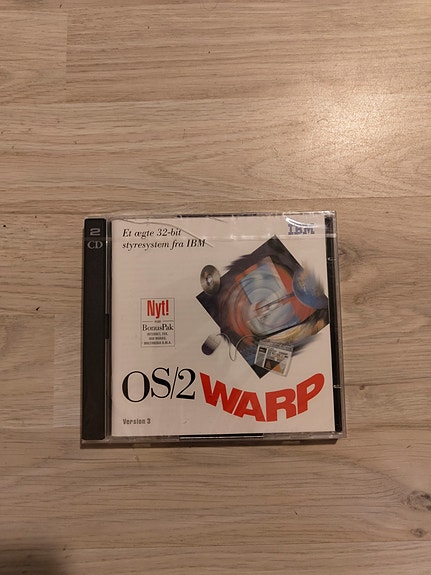 2
CD
Et ægte 32-bit
styresystem fra IBM
IBM
Nyt!
BonusPak
OS/2 WARP
Version 3